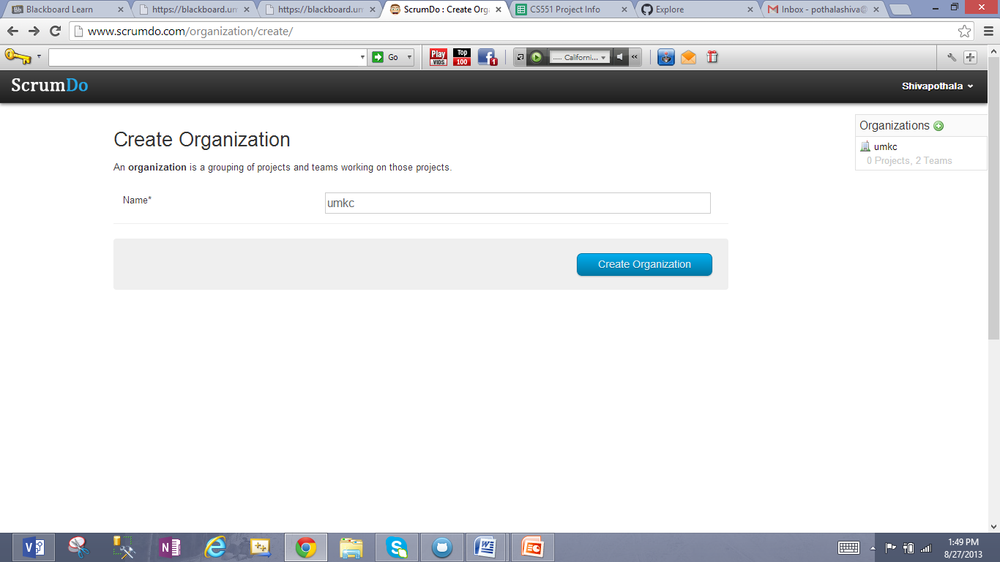 Blackboard Learn
https://blackboard.um
https://blackboard.um
ScrumDo : Create Orga
CS551 Project Info
Explore
Inbox - pothalashiva@
www.scrumdo.com/organization/create/
Go
Play VIDS
Top 100
1
..... Californi...
ScrumDo
Shivapothala
Organizations
umkc
0 Projects, 2 Teams
Create Organization
An organization is a grouping of projects and teams working on those projects.
Name*
umkc
Create Organization
1:49 PM
8/27/2013